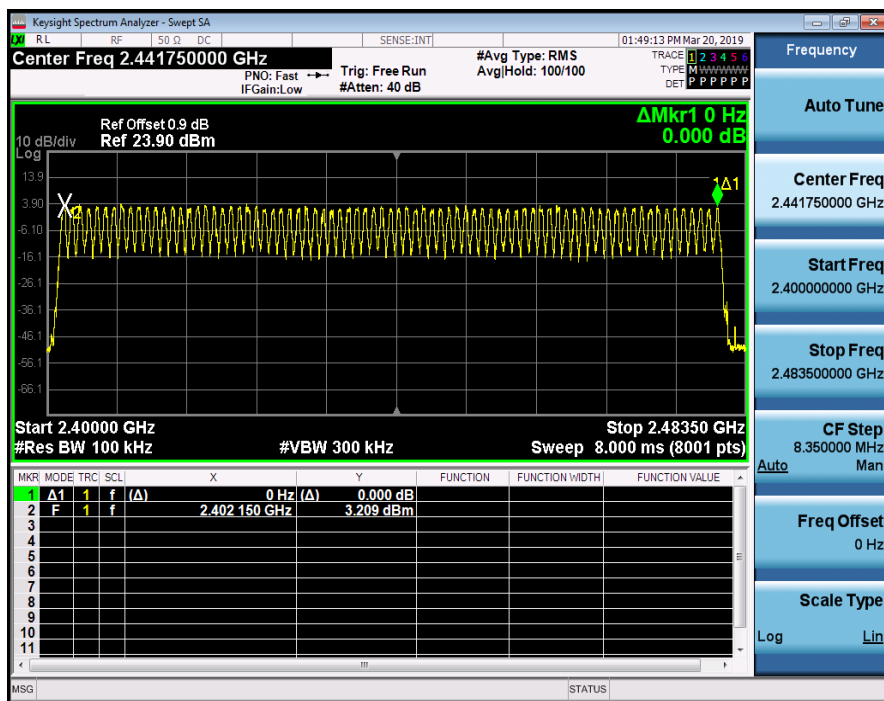 Keysight Spectrum Analyzer - Swept SA
LXI RL RF 50 Ω DC SENSE:INT 01:49:13 PM Mar 20, 2019
Center Freq 2.441750000 GHz
PNO: Fast
IFGain:Low
Trig: Free Run
#Atten: 40 dB
#Avg Type: RMS
Avg|Hold: 100/100
TRACE 1 2 3 4 5 6
TYPE M WWWWW
DET P P P P P P
ΔMkr1 0 Hz
0.000 dB
Ref Offset 0.9 dB
10 dB/div Ref 23.90 dBm
Log
13.9
3.90
-6.10
-16.1
-26.1
-36.1
-46.1
-56.1
-66.1
X2
1Δ1
Start 2.40000 GHz Stop 2.48350 GHz
#Res BW 100 kHz #VBW 300 kHz Sweep 8.000 ms (8001 pts)
MKR MODE TRC SCL X Y FUNCTION FUNCTION WIDTH FUNCTION VALUE
1 Δ1 1 f (Δ) 0 Hz (Δ) 0.000 dB
2 F 1 f 2.402 150 GHz 3.209 dBm
3
4
5
6
7
8
9
10
11
MSG STATUS
Frequency
Auto Tune
Center Freq
2.441750000 GHz
Start Freq
2.400000000 GHz
Stop Freq
2.483500000 GHz
CF Step
8.350000 MHz
Auto Man
Freq Offset
0 Hz
Scale Type
Log Lin